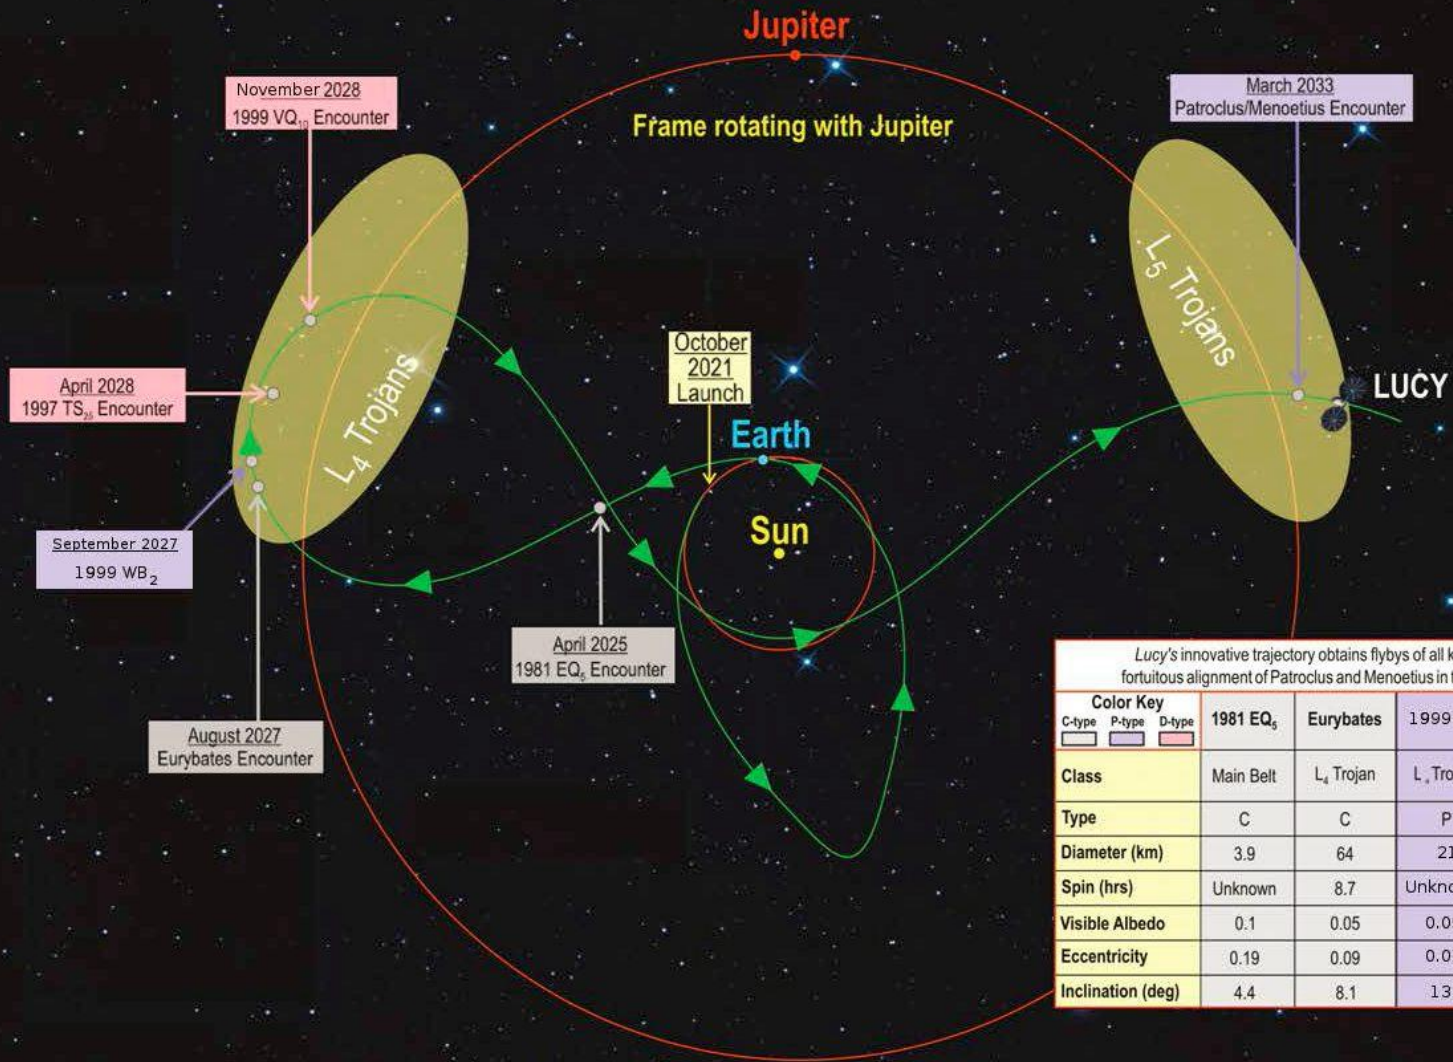 Jupiter
November 2028
1999 VQ₁₀ Encounter
March 2033
Patroclus/Menoetius Encounter
Frame rotating with Jupiter
L₄ Trojans
L₅ Trojans
October
2021
Launch
April 2028
1997 TS₂₅ Encounter
LUCY
Earth
Sun
September 2027
1999 WB₂
April 2025
1981 EQ₅ Encounter
August 2027
Eurybates Encounter
Lucy's innovative trajectory obtains flybys of all
fortuitous alignment of Patroclus and Menoetius in
Color Key
C-type P-type D-type
1981 EQ₅ Eurybates 1999
Class Main Belt L₄ Trojan
Type C C P
Diameter (km) 3.9 64 21
Spin (hrs) Unknown 8.7
Visible Albedo 0.1 0.05
Eccentricity 0.19 0.09
Inclination (deg) 4.4 8.1 13